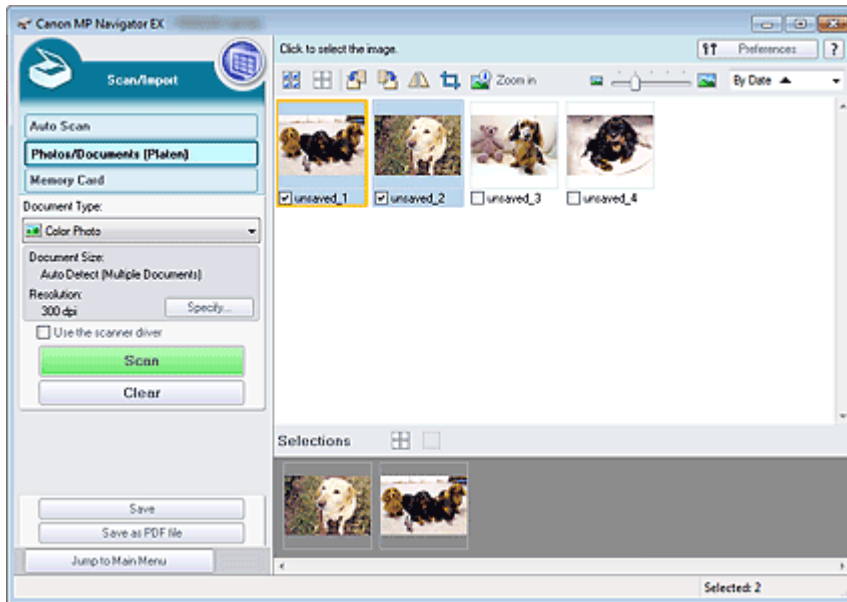 Canon MP Navigator EX
Click to select the image.
Preferences
?
Scan/Import
Zoom in
By Date
Auto Scan
Photos/Documents (Platen)
Memory Card
Document Type:
Color Photo
Document Size:
Auto Detect (Multiple Documents)
Resolution:
300 dpi
Specify...
Use the scanner diver
Scan
Clear
unsaved_1
unsaved_2
unsaved_3
unsaved_4
Selections
Save
Save as PDF file
Jump to Main Menu
Selected: 2